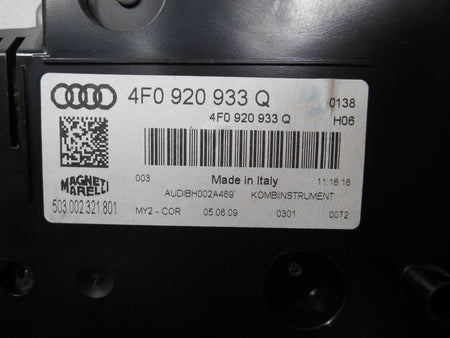 4F0 920 933 Q
0138
4F0 920 933 Q
H06
003
Made in Italy
11:16:16
MAGNETI
MARELLI
AUDIBH002A469
KOMBIINSTRUMENT
503.002.321.801
MY2 - COR
05.06.09
0301
0072